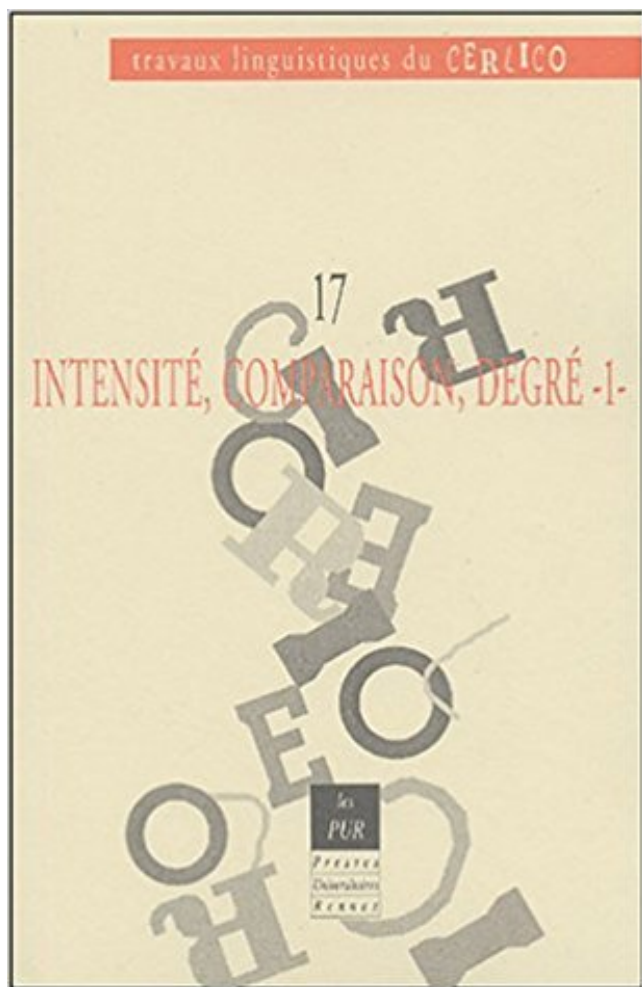 travaux linguistiques du CERLICO
17
INTENSITÉ, COMPARAISON, DEGRÉ -1-
les
PUR
Presses
Universitaires
Rennes